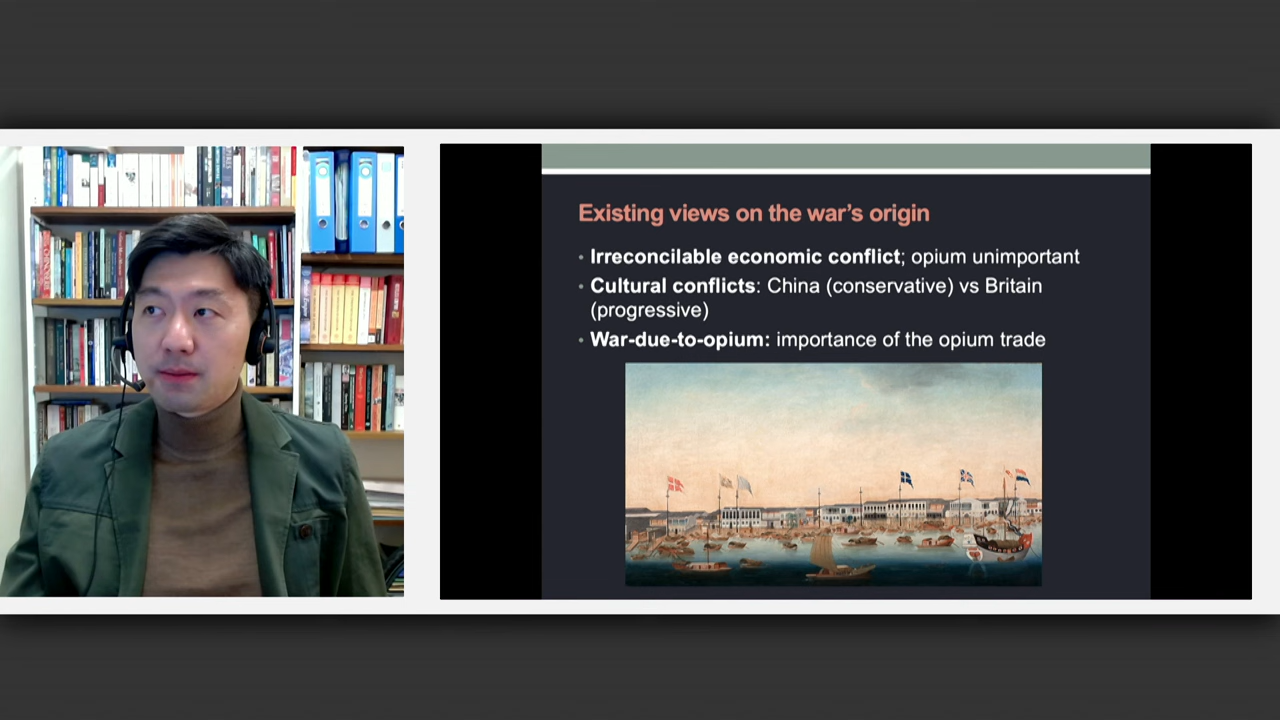 Existing views on the war's origin
• Irreconcilable economic conflict; opium unimportant
• Cultural conflicts: China (conservative) vs Britain
(progressive)
• War-due-to-opium: importance of the opium trade